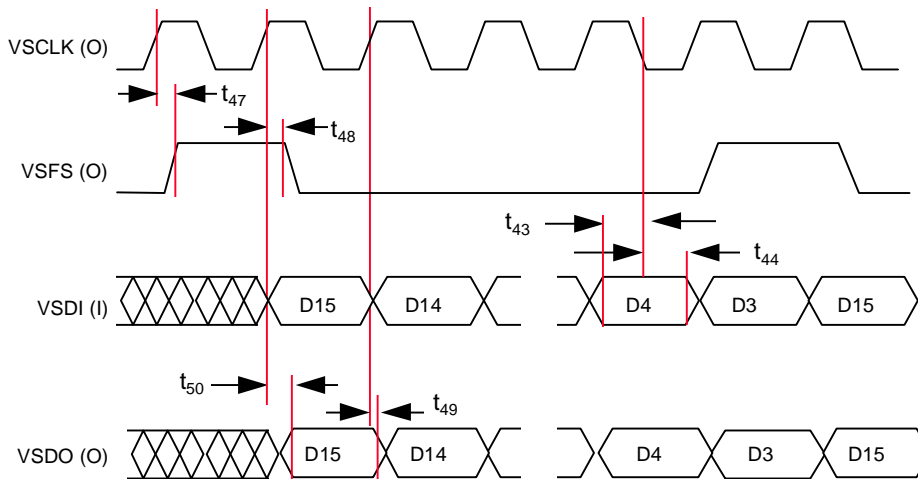 VSCLK (O)
t47
t48
VSFS (O)
t43
t44
VSDI (I)
D15 D14 D4 D3 D15
t50
t49
VSDO (O)
D15 D14 D4 D3 D15